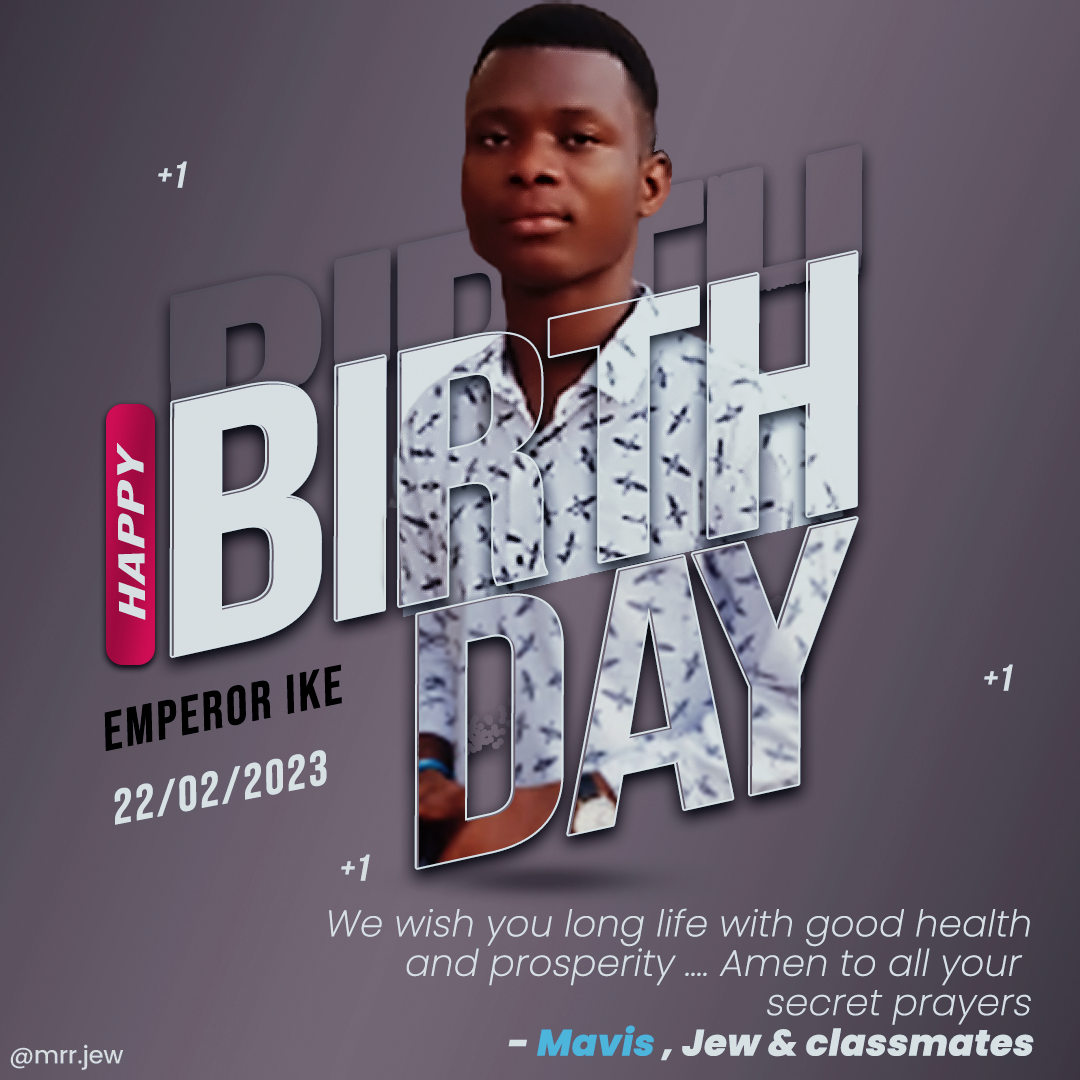 +1
BIRTH
HAPPY
BIRTH
DAY
EMPEROR IKE
22/02/2023
+1
+1
We wish you long life with good health
and prosperity .... Amen to all your
secret prayers
- Mavis , Jew & classmates
@mrr.jew